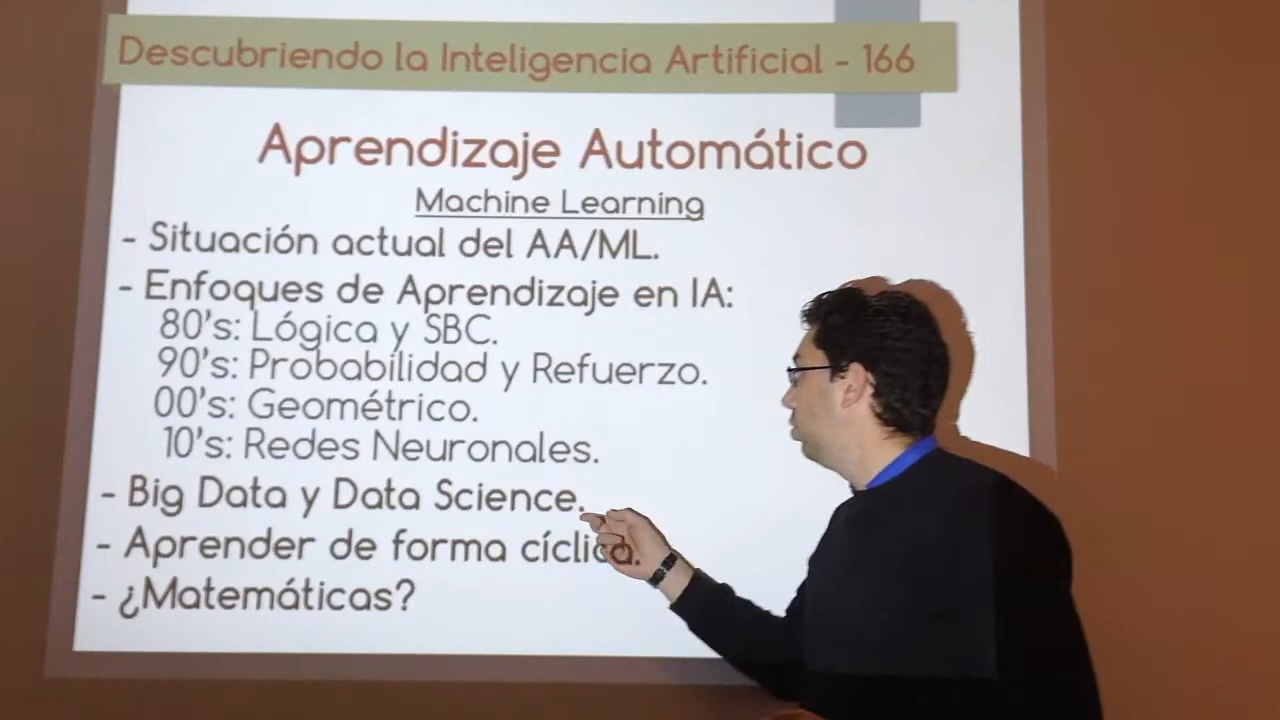 Descubriendo la Inteligencia Artificial - 166
Aprendizaje Automático
Machine Learning
- Situación actual del AA/ML.
- Enfoques de Aprendizaje en IA:
80's: Lógica y SBC.
90's: Probabilidad y Refuerzo.
00's: Geométrico.
10's: Redes Neuronales.
- Big Data y Data Science.
- Aprender de forma cíclica.
- ¿Matemáticas?